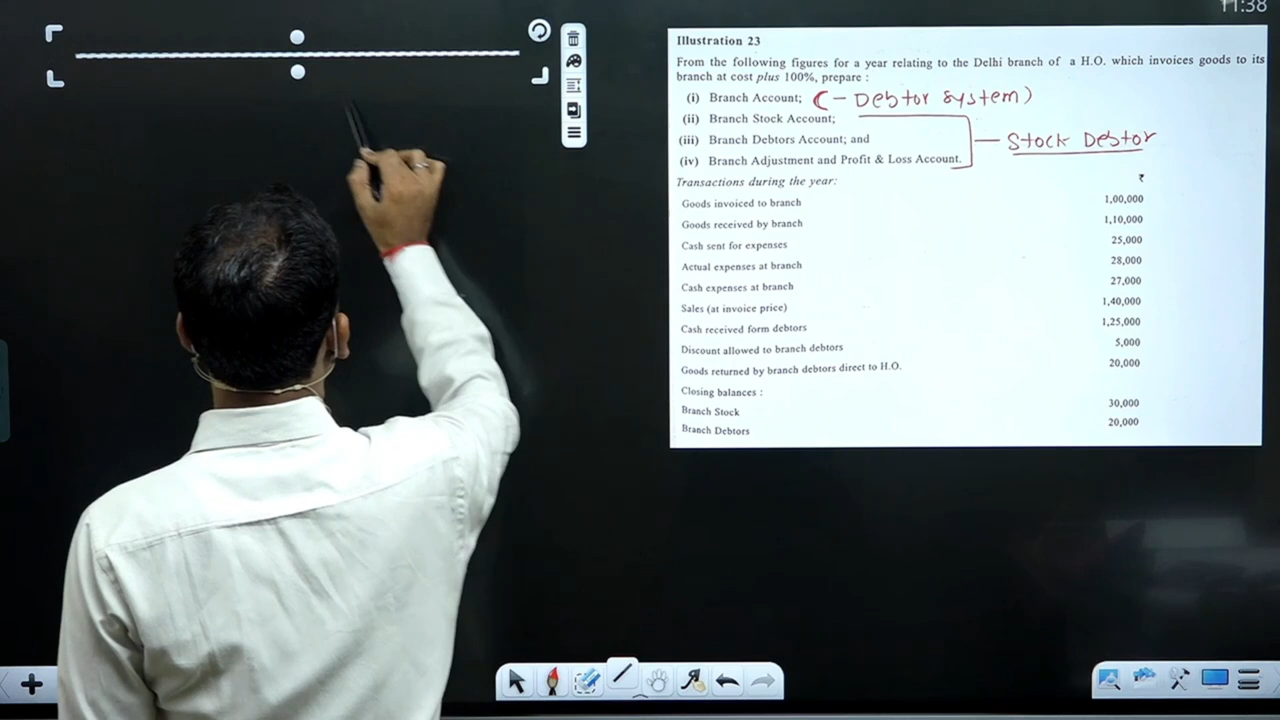 11:38
Illustration 23
From the following figures for a year relating to the Delhi branch of a H.O. which invoices goods to its
branch at cost plus 100%, prepare :
(i) Branch Account; (- Debtor system)
(ii) Branch Stock Account;
(iii) Branch Debtors Account; and
— Stock Debtor
(iv) Branch Adjustment and Profit & Loss Account.
Transactions during the year: ₹
Goods invoiced to branch 1,00,000
Goods received by branch 1,10,000
Cash sent for expenses 25,000
Actual expenses at branch 28,000
Cash expenses at branch 27,000
Sales (at invoice price) 1,40,000
Cash received form debtors 1,25,000
Discount allowed to branch debtors 5,000
Goods returned by branch debtors direct to H.O. 20,000
Closing balances :
Branch Stock 30,000
Branch Debtors 20,000